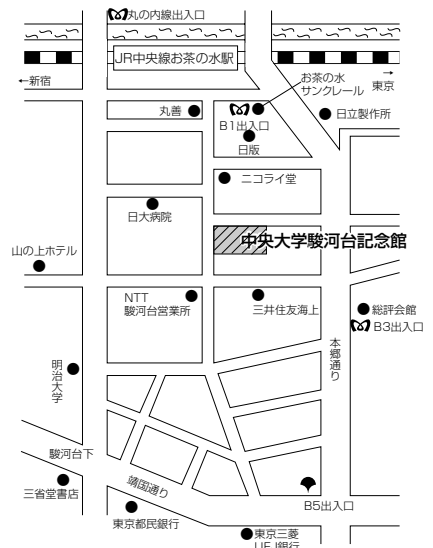 丸の内線出入口
JR中央線お茶の水駅
←新宿
お茶の水
サンクレール
→
東京
丸善
B1出入口
日立製作所
日版
ニコライ堂
日大病院
中央大学駿河台記念館
山の上ホテル
NTT
駿河台営業所
三井住友海上
総評会館
B3出入口
本郷通り
明治大学
駿河台下
三省堂書店
靖国通り
東京都民銀行
B5出入口
東京三菱
UFJ銀行